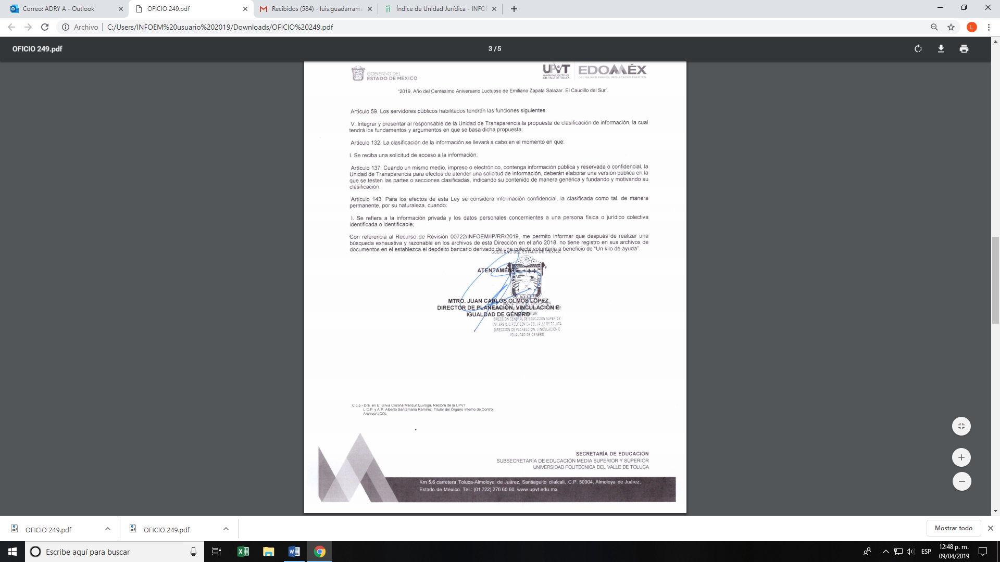 Correo: ADRY A - Outlook
OFICIO 249.pdf
Recibidos (584) - luis.guadarrama
Índice de Unidad Jurídica - INFO
Archivo
C:/Users/INFOEM%20usuario%202019/Downloads/OFICIO%20249.pdf
L
OFICIO 249.pdf
3 / 5
GOBIERNO DEL
ESTADO DE MÉXICO
UPVT
UNIVERSIDAD POLITÉCNICA
DEL VALLE DE TOLUCA
EDOMÉX
DECISIONES FIRMES, RESULTADOS FUERTES.
“2019. Año del Centésimo Aniversario Luctuoso de Emiliano Zapata Salazar. El Caudillo del Sur”.
Artículo 59. Los servidores públicos habilitados tendrán las funciones siguientes:
V. Integrar y presentar al responsable de la Unidad de Transparencia la propuesta de clasificación de información, la cual
tendrá los fundamentos y argumentos en que se basa dicha propuesta;
Artículo 132. La clasificación de la información se llevará a cabo en el momento en que:
I. Se reciba una solicitud de acceso a la información;
Artículo 137. Cuando un mismo medio, impreso o electrónico, contenga información pública y reservada o confidencial, la
Unidad de Transparencia para efectos de atender una solicitud de información, deberán elaborar una versión pública en la
que se testen las partes o secciones clasificadas, indicando su contenido de manera genérica y fundando y motivando su
clasificación.
Artículo 143. Para los efectos de esta Ley se considera información confidencial, la clasificada como tal, de manera
permanente, por su naturaleza, cuando:
I. Se refiera a la información privada y los datos personales concernientes a una persona física o jurídico colectiva
identificada o identificable;
Con referencia al Recurso de Revisión 00722/INFOEM/IP/RR/2019, me permito informar que después de realizar una
búsqueda exhaustiva y razonable en los archivos de esta Dirección en el año 2018, no tiene registro en sus archivos de
documentos en el establezca el depósito bancario derivado de una colecta voluntaria a beneficio de “Un kilo de ayuda”.
GOBIERNO DEL ESTADO DE MÉXICO
ATENTAMENTE
MTRO. JUAN CARLOS OLMOS LÓPEZ
SECRETARÍA DE EDUCACIÓN
DIRECTOR DE PLANEACIÓN, VINCULACIÓN E
IGUALDAD DE GÉNERO
DIRECCIÓN GENERAL DE EDUCACIÓN SUPERIOR
UNIVERSIDAD POLITÉCNICA DEL VALLE DE TOLUCA
DIRECCIÓN DE PLANEACIÓN, VINCULACIÓN E
IGUALDAD DE GÉNERO
C.c.p.- Dra. en E. Silvia Cristina Manzur Quiroga, Rectora de la UPVT
L.C.P. y A.P. Alberto Santamaría Ramírez, Titular del Órgano Interno de Control.
Archivo/ JCOL
SECRETARÍA DE EDUCACIÓN
SUBSECRETARÍA DE EDUCACIÓN MEDIA SUPERIOR Y SUPERIOR
UNIVERSIDAD POLITÉCNICA DEL VALLE DE TOLUCA
Km 5.6 carretera Toluca-Almoloya de Juárez, Santiaguito cilalcali, C.P. 50904, Almoloya de Juárez,
Estado de México. Tel.: (01 722) 276 60 60. www.upvt.edu.mx
OFICIO 249.pdf
OFICIO 249.pdf
Mostrar todo
Escribe aquí para buscar
ESP
12:48 p. m.
09/04/2019